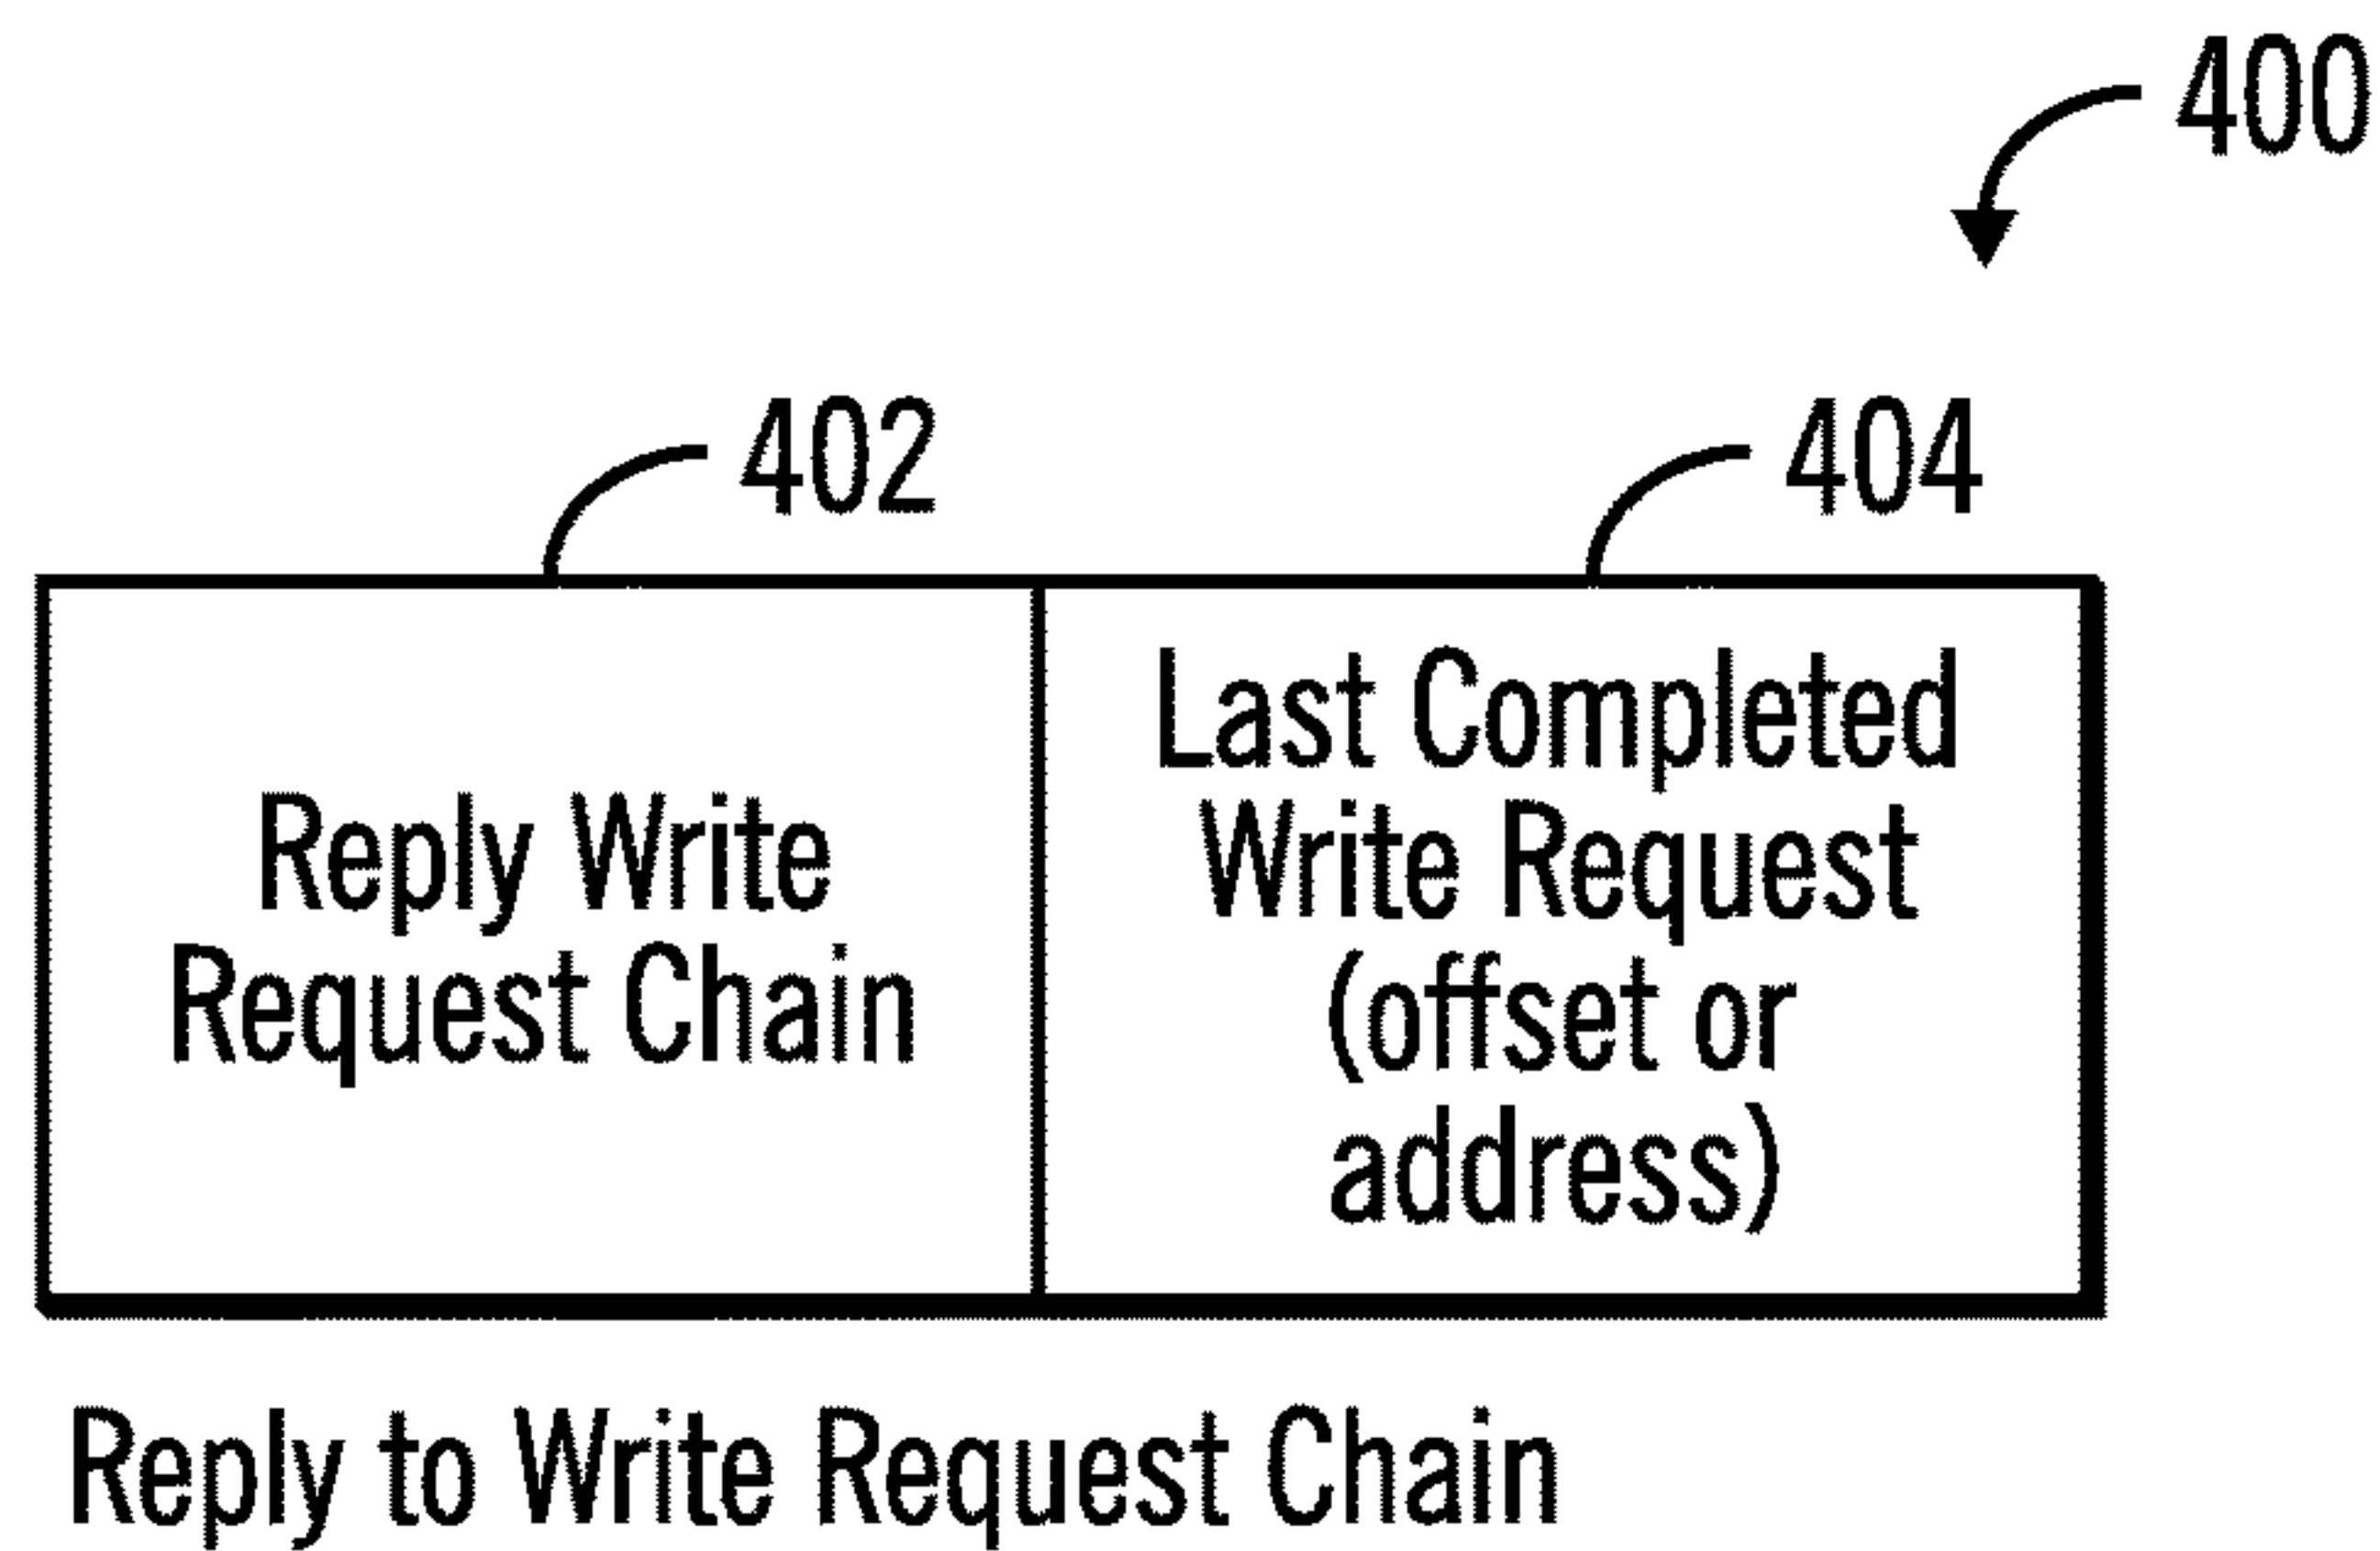 400
402
404
Reply Write
Request Chain
Last Completed
Write Request
(offset or
address)
Reply to Write Request Chain